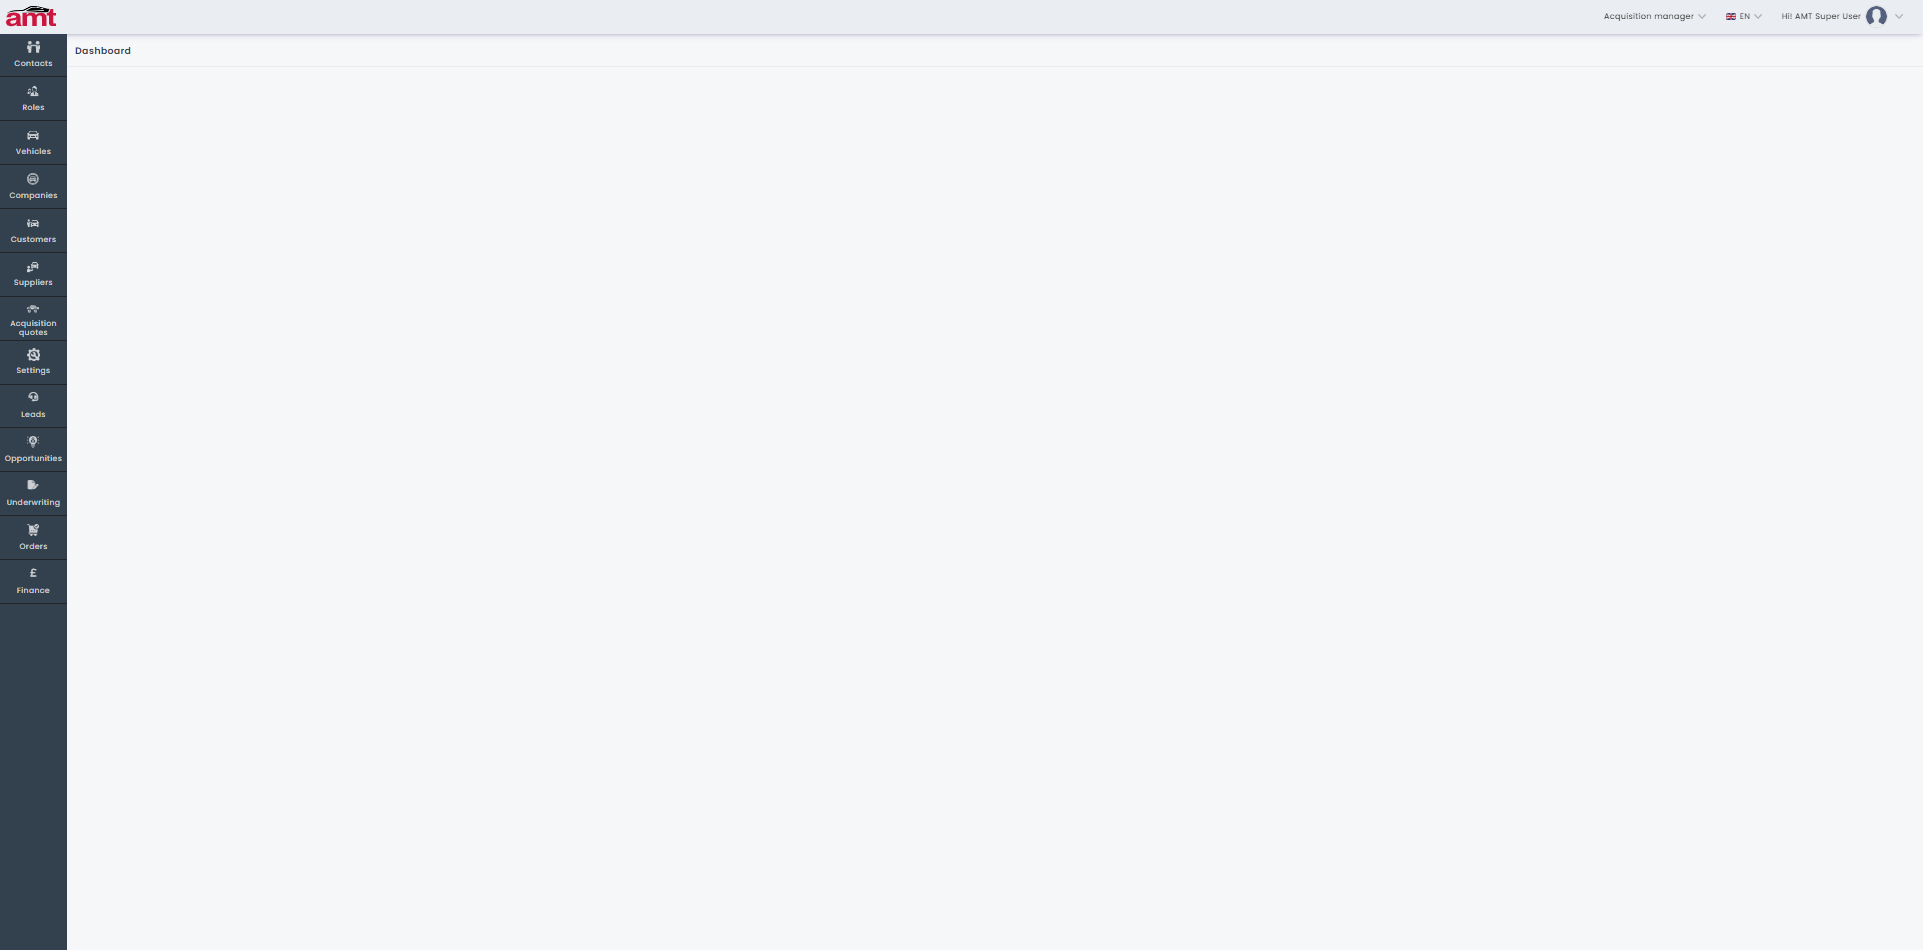 amt
Acquisition manager
EN
Hi! AMT Super User
Dashboard
Contacts
Roles
Vehicles
Companies
Customers
Suppliers
Acquisition
quotes
Settings
Leads
Opportunities
Underwriting
Orders
£
Finance